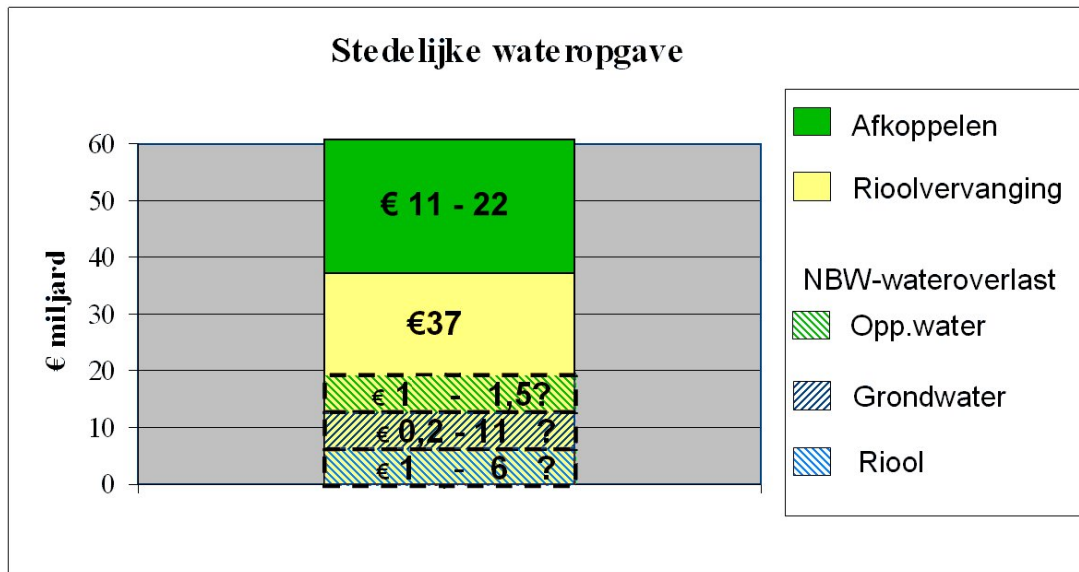 Stedelijke wateropgave
€ miljard
60
50
40
30
20
10
0
€ 11 - 22
€37
€ 1 - 1,5?
€ 0,2 - 11 ?
€ 1 - 6 ?
Afkoppelen
Rioolvervanging
NBW-wateroverlast
Opp.water
Grondwater
Riool